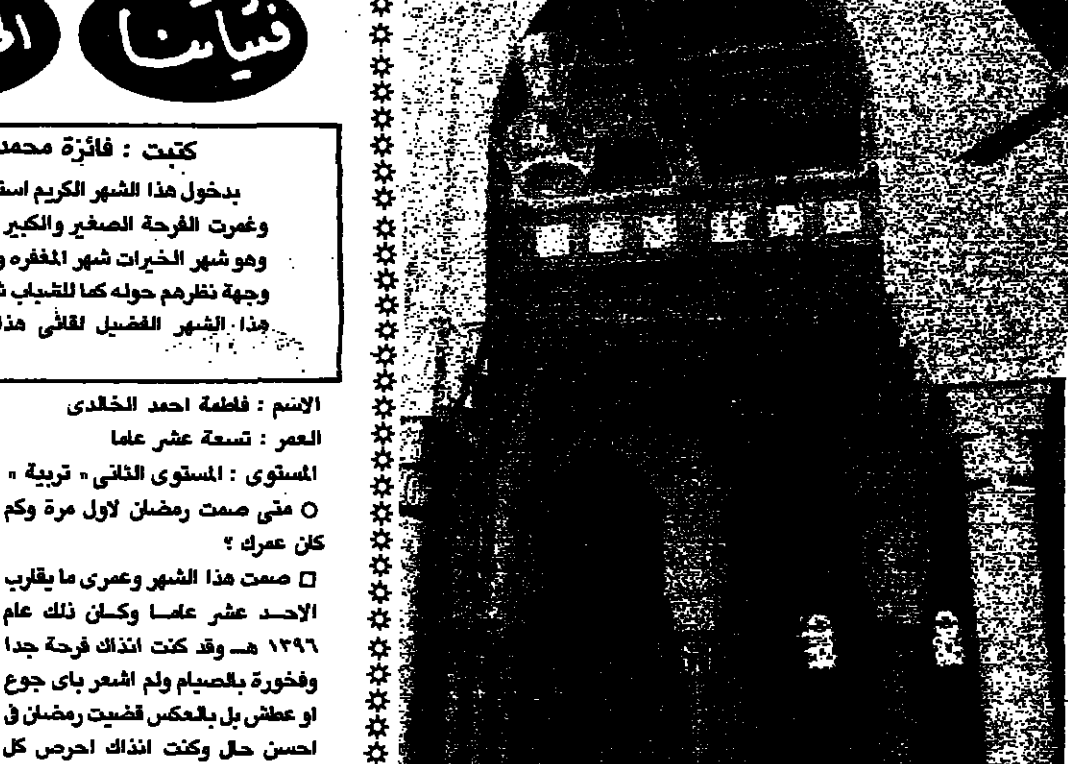 فتياتنا
كتبت : فائزة محمد
بدخول هذا الشهر الكريم
وغمرت الفرحة الصغير والكبير
وهو شهر الخيرات شهر المغفره
وجهة نظرهم حوله كما للشباب
هذا الشهر الفضيل لقائى
الاسم : فاطمة احمد الخالدى
العمر : تسعة عشر عاما
المستوى : المستوى الثانى " تربية "
○ متى صمت رمضان لاول مرة وكم
كان عمرك ؟
□ صمت هذا الشهر وعمرى ما يقارب
الاحد عشر عاما وكان ذلك عام
١٣٩٦ هـ وقد كنت انذاك فرحة جدا
وفخورة بالصيام ولم اشعر باى جوع
او عطش بل بالعكس قضيت رمضان فى
احسن حال وكنت انذاك احرص كل